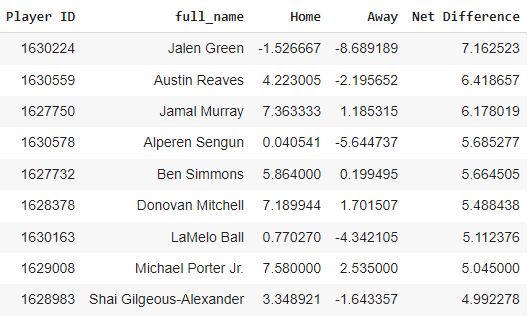 Player ID full_name Home Away Net Difference
1630224 Jalen Green -1.526667 -8.689189 7.162523
1630559 Austin Reaves 4.223005 -2.195652 6.418657
1627750 Jamal Murray 7.363333 1.185315 6.178019
1630578 Alperen Sengun 0.040541 -5.644737 5.685277
1627732 Ben Simmons 5.864000 0.199495 5.664505
1628378 Donovan Mitchell 7.189944 1.701507 5.488438
1630163 LaMelo Ball 0.770270 -4.342105 5.112376
1629008 Michael Porter Jr. 7.580000 2.535000 5.045000
1628983 Shai Gilgeous-Alexander 3.348921 -1.643357 4.992278